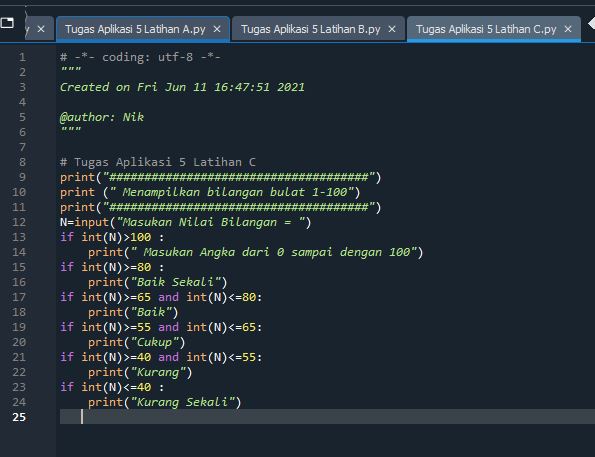 y × Tugas Aplikasi 5 Latihan A.py × Tugas Aplikasi 5 Latihan B.py × Tugas Aplikasi 5 Latihan C.py ×
1 # -*- coding: utf-8 -*-
2 """
3 Created on Fri Jun 11 16:47:51 2021
4
5 @author: Nik
6 """
7
8 # Tugas Aplikasi 5 Latihan C
9 print("#####################################")
10 print (" Menampilkan bilangan bulat 1-100")
11 print("#####################################")
12 N=input("Masukan Nilai Bilangan = ")
13 if int(N)>100 :
14     print(" Masukan Angka dari 0 sampai dengan 100")
15 if int(N)>=80 :
16     print("Baik Sekali")
17 if int(N)>=65 and int(N)<=80:
18     print("Baik")
19 if int(N)>=55 and int(N)<=65:
20     print("Cukup")
21 if int(N)>=40 and int(N)<=55:
22     print("Kurang")
23 if int(N)<=40 :
24     print("Kurang Sekali")
25